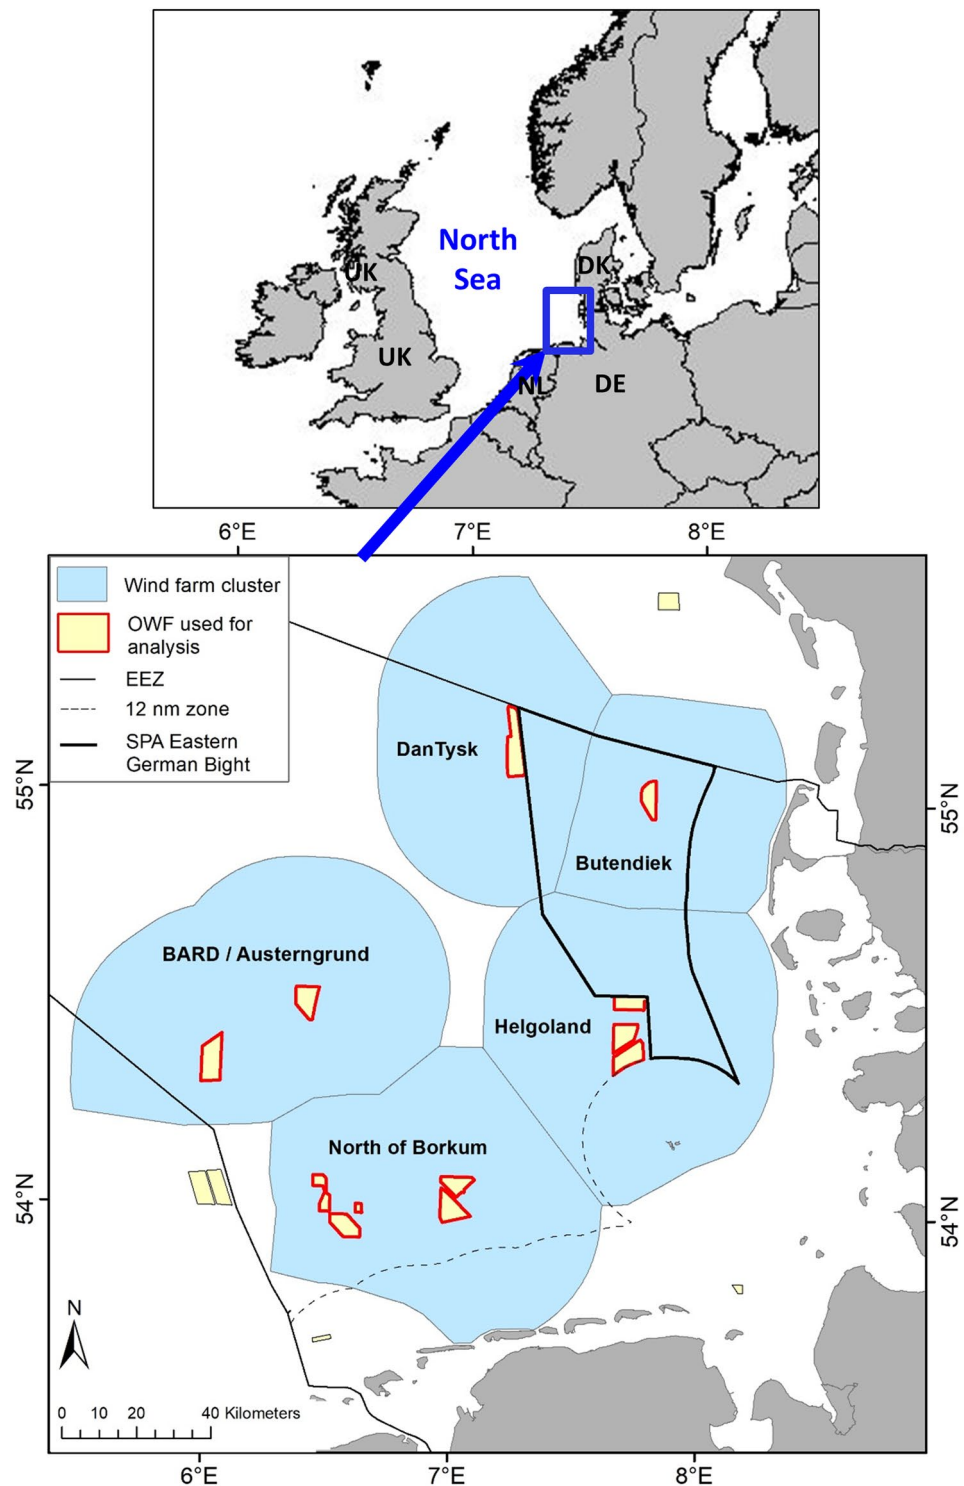 North
Sea
DK
UK
UK
NL
DE
6°E 7°E 8°E
Wind farm cluster
OWF used for
analysis
EEZ
12 nm zone
SPA Eastern
German Bight
DanTysk
55°N
55°N
Butendiek
BARD / Austerngrund
Helgoland
North of Borkum
54°N
54°N
N
0 10 20 40 Kilometers
6°E 7°E 8°E